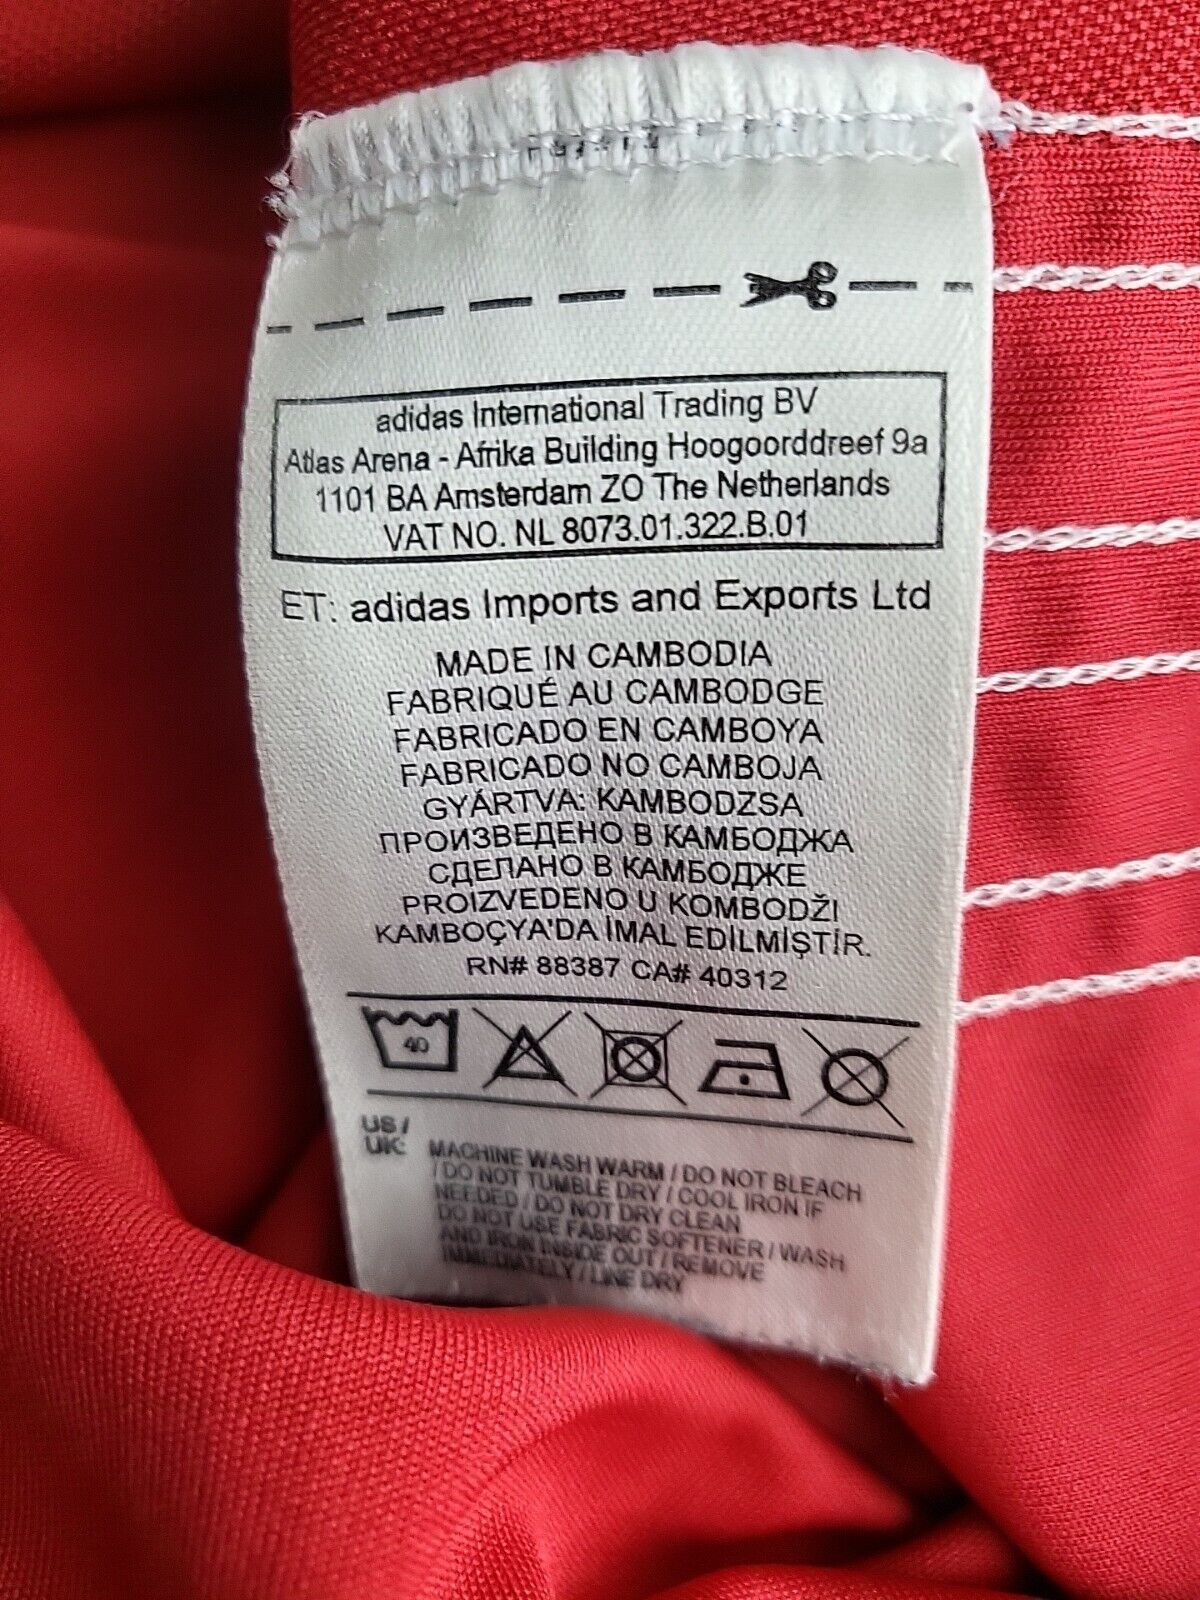 adidas International Trading BV
Atlas Arena - Afrika Building Hoogoorddreef 9a
1101 BA Amsterdam ZO The Netherlands
VAT NO. NL 8073.01.322.B.01
ET: adidas Imports and Exports Ltd
MADE IN CAMBODIA
FABRIQUÉ AU CAMBODGE
FABRICADO EN CAMBOYA
FABRICADO NO CAMBOJA
GYÁRTVA: KAMBODZSA
ПРОИЗВЕДЕНО В КАМБОДЖА
СДЕЛАНО В КАМБОДЖЕ
PROIZVEDENO U KOMBODŽI
KAMBOÇYA'DA İMAL EDİLMİŞTİR.
RN# 88387 CA# 40312
40
US /
UK:
MACHINE WASH WARM / DO NOT BLEACH
/ DO NOT TUMBLE DRY / COOL IRON IF
NEEDED / DO NOT DRY CLEAN
DO NOT USE FABRIC SOFTENER / WASH
AND IRON INSIDE OUT / REMOVE
IMMEDIATELY / LINE DRY